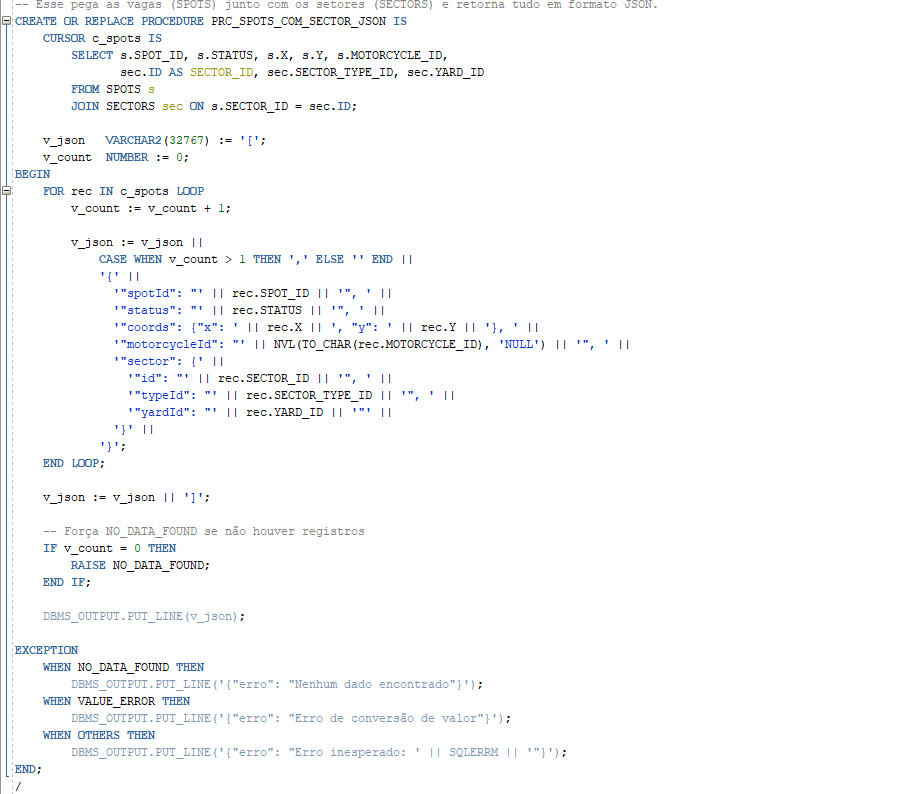 -- Esse pega as vagas (SPOTS) junto com os setores (SECTORS) e retorna tudo em formato JSON.
CREATE OR REPLACE PROCEDURE PRC_SPOTS_COM_SECTOR_JSON IS
    CURSOR c_spots IS
        SELECT s.SPOT_ID, s.STATUS, s.X, s.Y, s.MOTORCYCLE_ID,
               sec.ID AS SECTOR_ID, sec.SECTOR_TYPE_ID, sec.YARD_ID
        FROM SPOTS s
        JOIN SECTORS sec ON s.SECTOR_ID = sec.ID;
    v_json   VARCHAR2(32767) := '[';
    v_count  NUMBER := 0;
BEGIN
    FOR rec IN c_spots LOOP
        v_count := v_count + 1;
        v_json := v_json ||
            CASE WHEN v_count > 1 THEN ',' ELSE '' END ||
            '{' ||
              '"spotId": "' || rec.SPOT_ID || '", ' ||
              '"status": "' || rec.STATUS || '", ' ||
              '"coords": {"x": ' || rec.X || ', "y": ' || rec.Y || '}, ' ||
              '"motorcycleId": "' || NVL(TO_CHAR(rec.MOTORCYCLE_ID), 'NULL') || '", ' ||
              '"sector": {' ||
                '"id": "' || rec.SECTOR_ID || '", ' ||
                '"typeId": "' || rec.SECTOR_TYPE_ID || '", ' ||
                '"yardId": "' || rec.YARD_ID || '"' ||
              '}' ||
            '}';
    END LOOP;
    v_json := v_json || ']';
    -- Força NO_DATA_FOUND se não houver registros
    IF v_count = 0 THEN
        RAISE NO_DATA_FOUND;
    END IF;
    DBMS_OUTPUT.PUT_LINE(v_json);
EXCEPTION
    WHEN NO_DATA_FOUND THEN
        DBMS_OUTPUT.PUT_LINE('{"erro": "Nenhum dado encontrado"}');
    WHEN VALUE_ERROR THEN
        DBMS_OUTPUT.PUT_LINE('{"erro": "Erro de conversão de valor"}');
    WHEN OTHERS THEN
        DBMS_OUTPUT.PUT_LINE('{"erro": "Erro inesperado: ' || SQLERRM || '"}');
END;
/